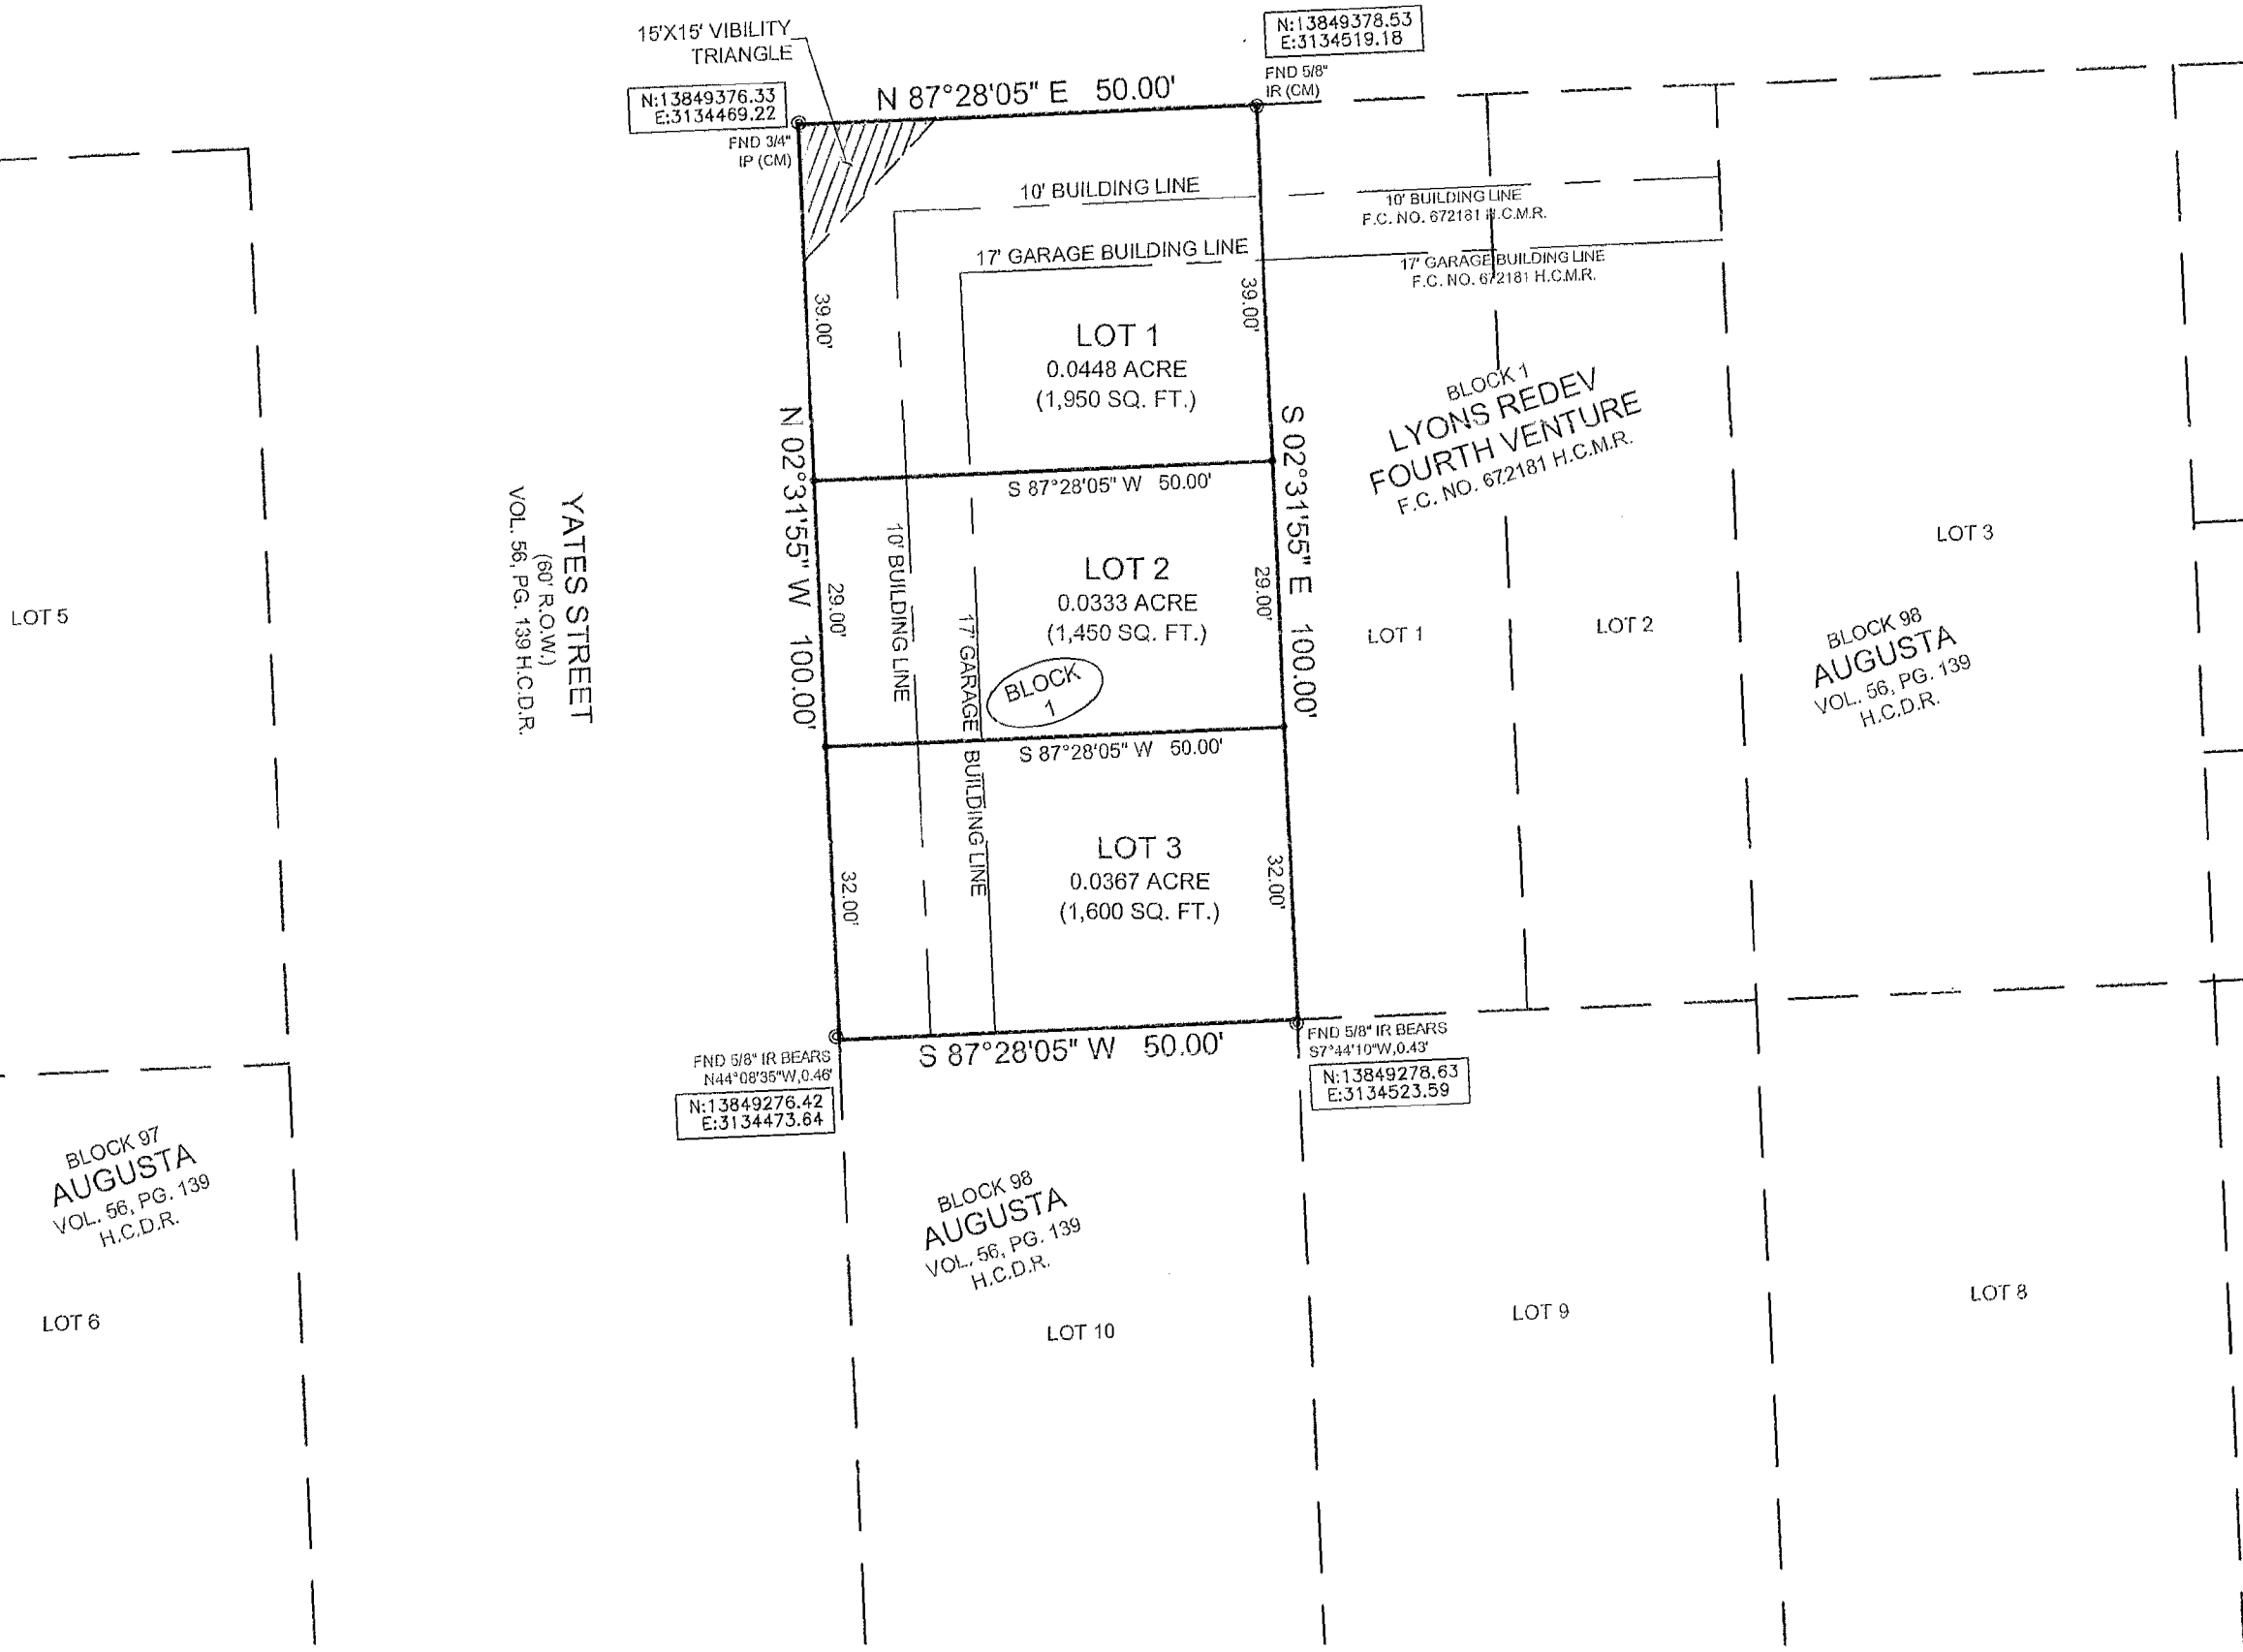 15'X15' VIBILITY
TRIANGLE
N:13849376.33
E:3134469.22
FND 3/4"
IP (CM)
N 87°28'05" E 50.00'
N:13849378.53
E:3134519.18
FND 5/8"
IR (CM)
10' BUILDING LINE
17' GARAGE BUILDING LINE
10' BUILDING LINE
F.C. NO. 672181 H.C.M.R.
17' GARAGE BUILDING LINE
F.C. NO. 672181 H.C.M.R.
39.00'
39.00'
LOT 1
0.0448 ACRE
(1,950 SQ. FT.)
BLOCK 1
LYONS REDEV
FOURTH VENTURE
F.C. NO. 672181 H.C.M.R.
N 02°31'55" W 100.00'
S 02°31'55" E 100.00'
S 87°28'05" W 50.00'
YATES STREET
(60' R.O.W.)
VOL. 56, PG. 139 H.C.D.R.
10' BUILDING LINE
17' GARAGE BUILDING LINE
29.00'
29.00'
LOT 2
0.0333 ACRE
(1,450 SQ. FT.)
BLOCK
1
LOT 5
LOT 1
LOT 2
LOT 3
BLOCK 98
AUGUSTA
VOL. 56, PG. 139
H.C.D.R.
S 87°28'05" W 50.00'
32.00'
32.00'
LOT 3
0.0367 ACRE
(1,600 SQ. FT.)
FND 5/8" IR BEARS
N44°08'35"W,0.46'
N:13849276.42
E:3134473.64
S 87°28'05" W 50.00'
FND 5/8" IR BEARS
S7°44'10"W,0.43'
N:13849278.63
E:3134523.59
BLOCK 97
AUGUSTA
VOL. 56, PG. 139
H.C.D.R.
BLOCK 98
AUGUSTA
VOL. 56, PG. 139
H.C.D.R.
LOT 6
LOT 10
LOT 9
LOT 8